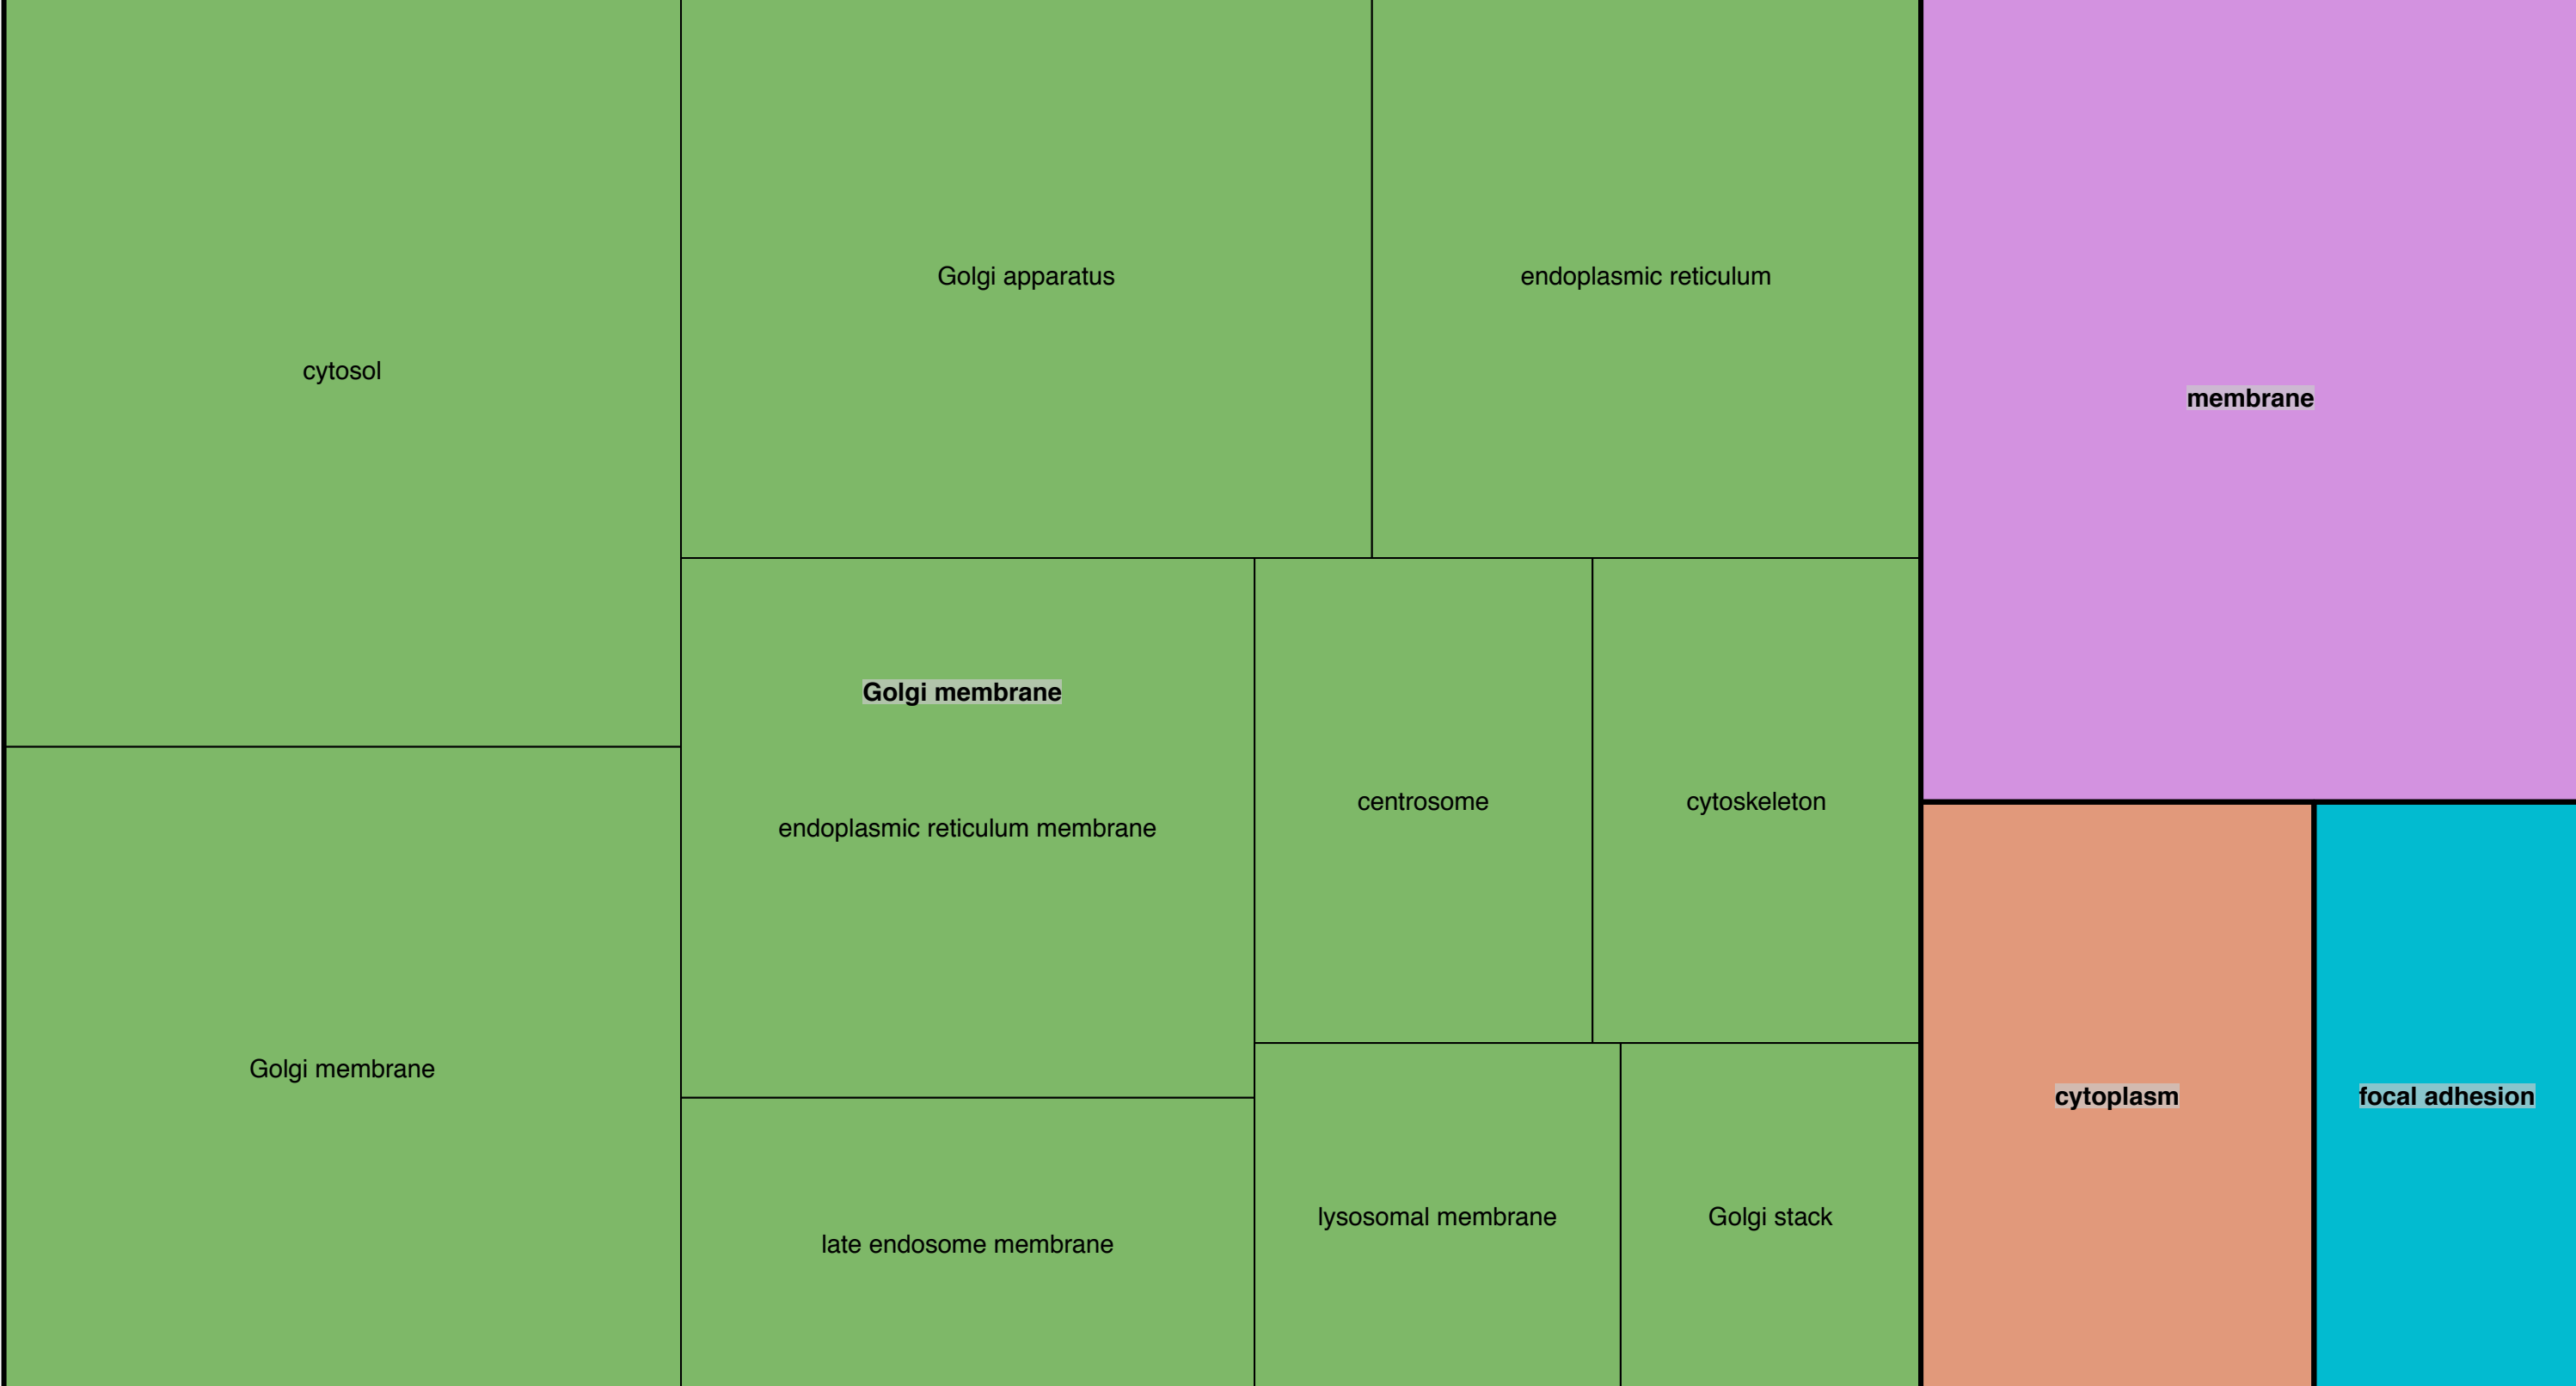 cytosol
Golgi apparatus
endoplasmic reticulum
membrane
Golgi membrane
endoplasmic reticulum membrane
centrosome
cytoskeleton
Golgi membrane
late endosome membrane
lysosomal membrane
Golgi stack
cytoplasm
focal adhesion